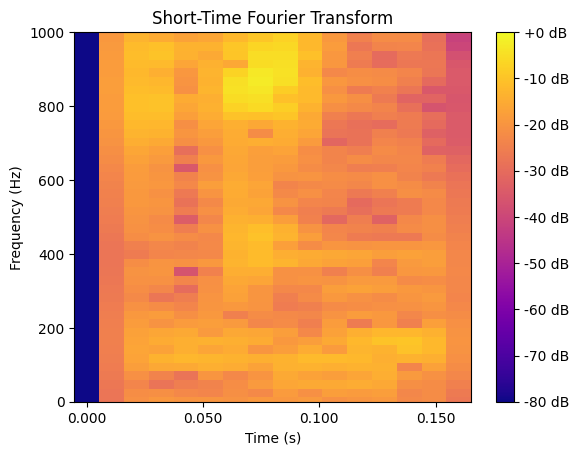 Short-Time Fourier Transform
Frequency (Hz)
1000
800
600
400
200
0
0.000
0.050
0.100
0.150
Time (s)
+0 dB
-10 dB
-20 dB
-30 dB
-40 dB
-50 dB
-60 dB
-70 dB
-80 dB